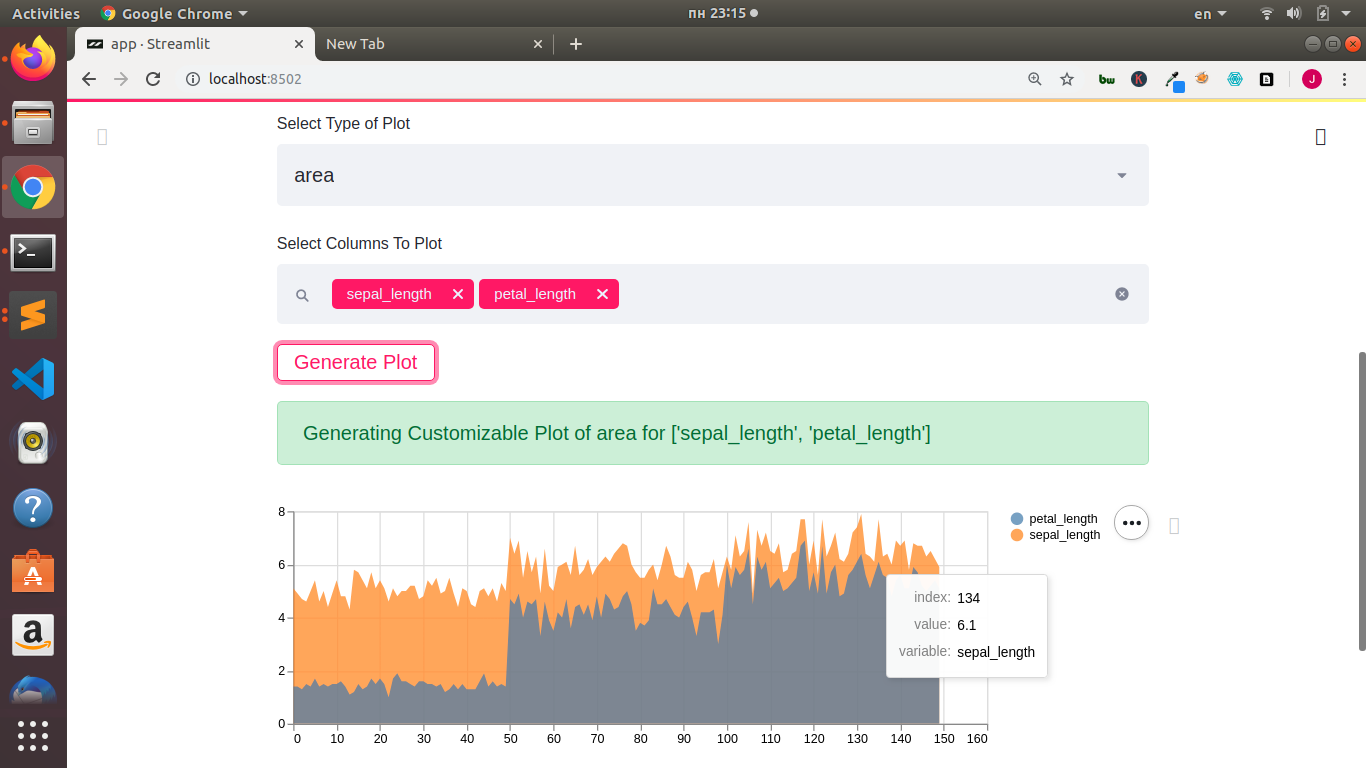 Activities
Google Chrome
пн 23:15
en
app · Streamlit
New Tab
localhost:8502
bw
K
b
J
Select Type of Plot
area
Select Columns To Plot
sepal_length
petal_length
Generate Plot
Generating Customizable Plot of area for ['sepal_length', 'petal_length']
8
6
4
2
0
0 10 20 30 40 50 60 70 80 90 100 110 120 130 140 150 160
petal_length
sepal_length
index: 134
value: 6.1
variable: sepal_length